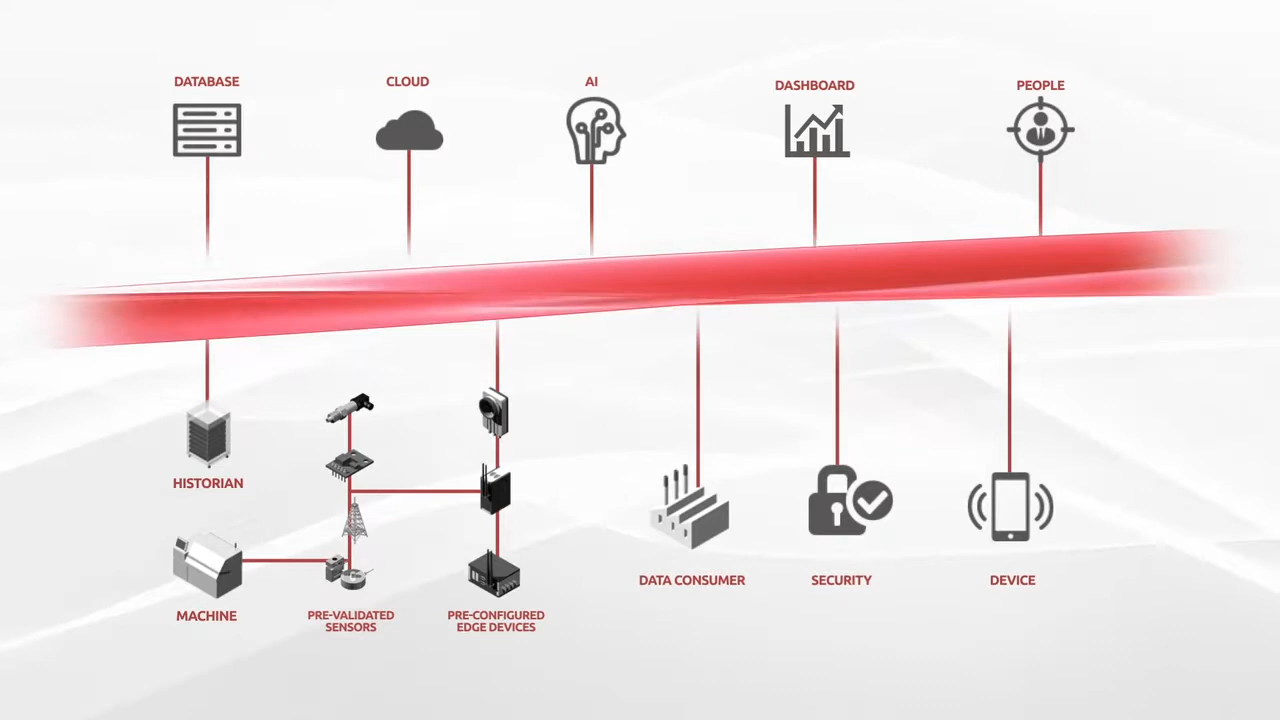 DATABASE
CLOUD
AI
DASHBOARD
PEOPLE
HISTORIAN
MACHINE
PRE-VALIDATED
SENSORS
PRE-CONFIGURED
EDGE DEVICES
DATA CONSUMER
SECURITY
DEVICE